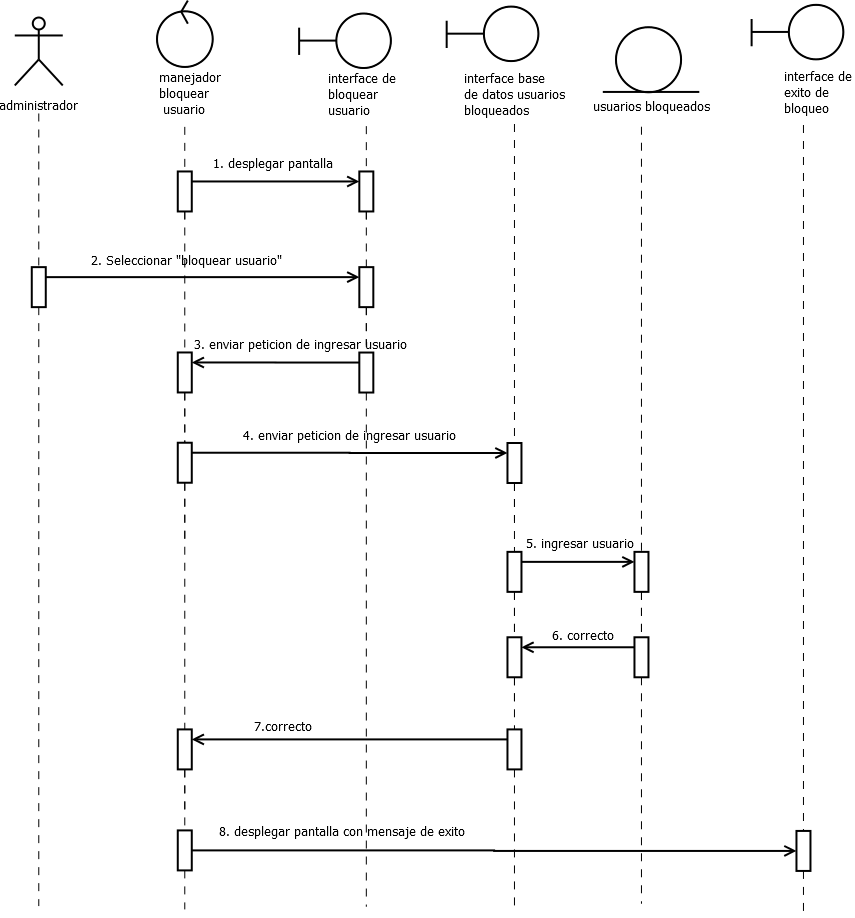 administrador
manejador
bloquear
usuario
interface de
bloquear
usuario
interface base
de datos usuarios
bloqueados
usuarios bloqueados
interface de
exito de
bloqueo
1. desplegar pantalla
2. Seleccionar "bloquear usuario"
3. enviar peticion de ingresar usuario
4. enviar peticion de ingresar usuario
5. ingresar usuario
6. correcto
7.correcto
8. desplegar pantalla con mensaje de exito